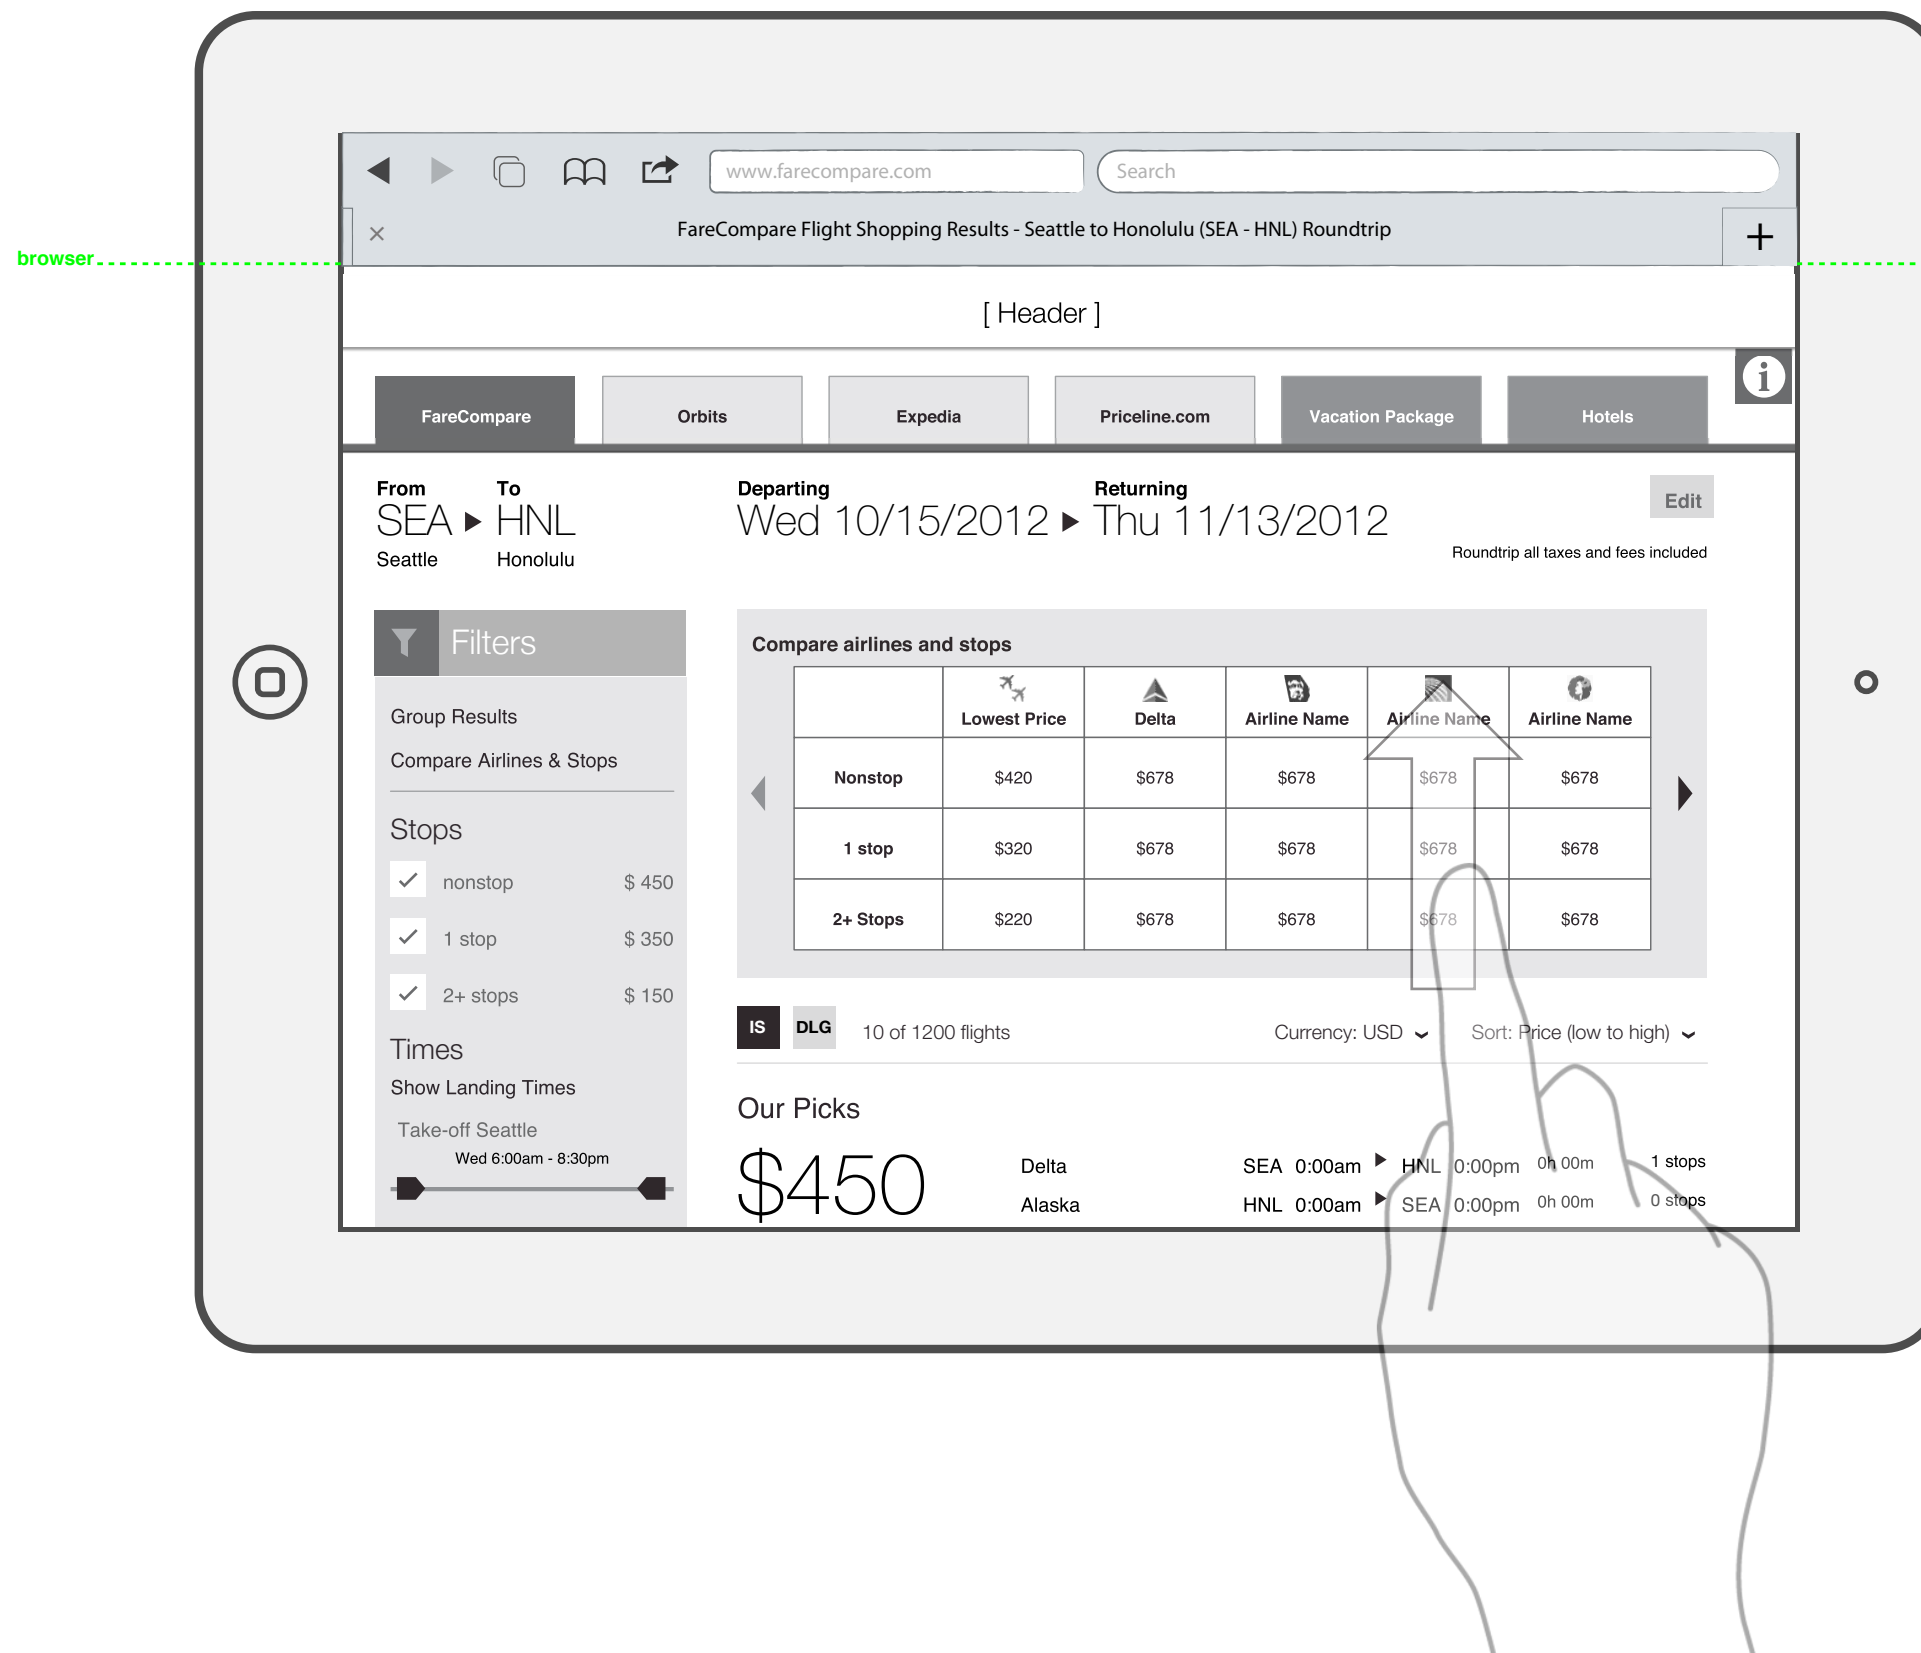 www.farecompare.com
Search
FareCompare Flight Shopping Results - Seattle to Honolulu (SEA - HNL) Roundtrip
browser
[ Header ]
FareCompare Orbits Expedia Priceline.com Vacation Package Hotels
From To Departing Returning Edit
SEA HNL Wed 10/15/2012 Thu 11/13/2012
Seattle Honolulu Roundtrip all taxes and fees included
Filters
Group Results
Compare Airlines & Stops
Stops
nonstop $ 450
1 stop $ 350
2+ stops $ 150
Times
Show Landing Times
Take-off Seattle
Wed 6:00am - 8:30pm
Compare airlines and stops
Lowest Price Delta Airline Name Airline Name Airline Name
Nonstop $420 $678 $678 $678 $678
1 stop $320 $678 $678 $678 $678
2+ Stops $220 $678 $678 $678 $678
IS DLG 10 of 1200 flights Currency: USD Sort: Price (low to high)
Our Picks
$450
Delta SEA 0:00am HNL 0:00pm 0h 00m 1 stops
Alaska HNL 0:00am SEA 0:00pm 0h 00m 0 stops